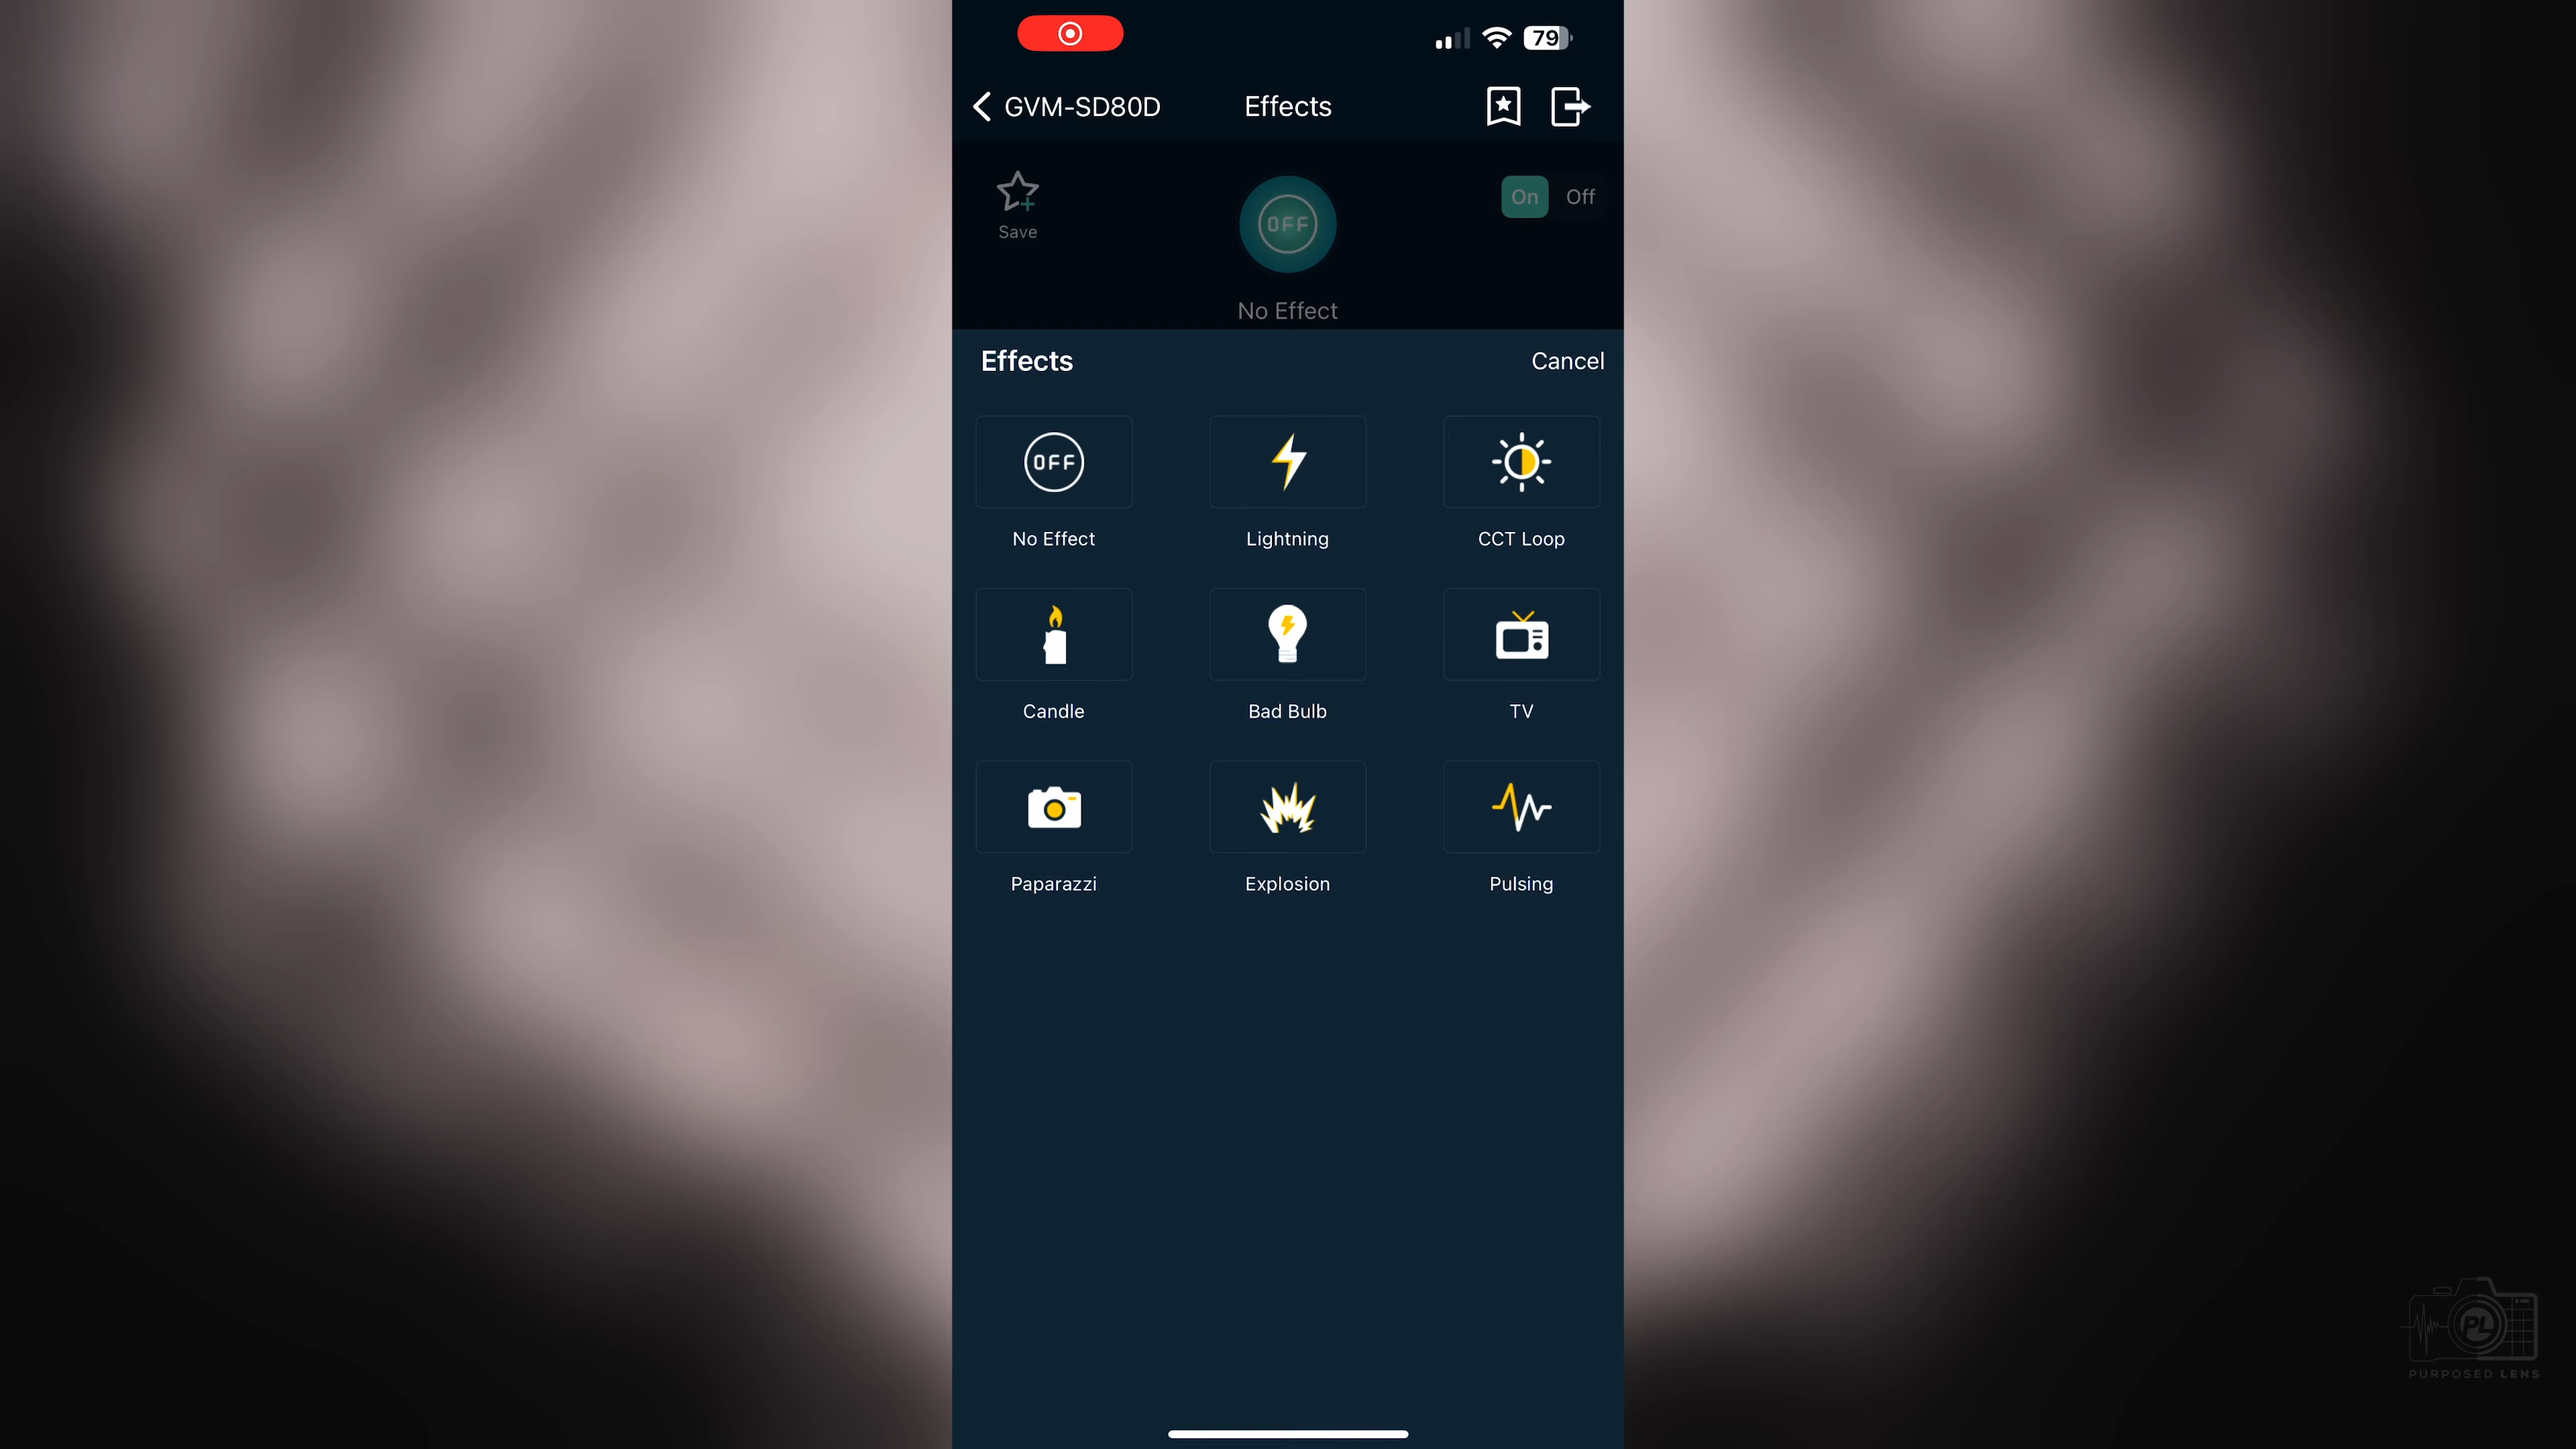 79
GVM-SD80D Effects
Save
OFF
On Off
No Effect
Effects Cancel
OFF
No Effect Lightning CCT Loop
Candle Bad Bulb TV
Paparazzi Explosion Pulsing
PL
PURPOSED LENS